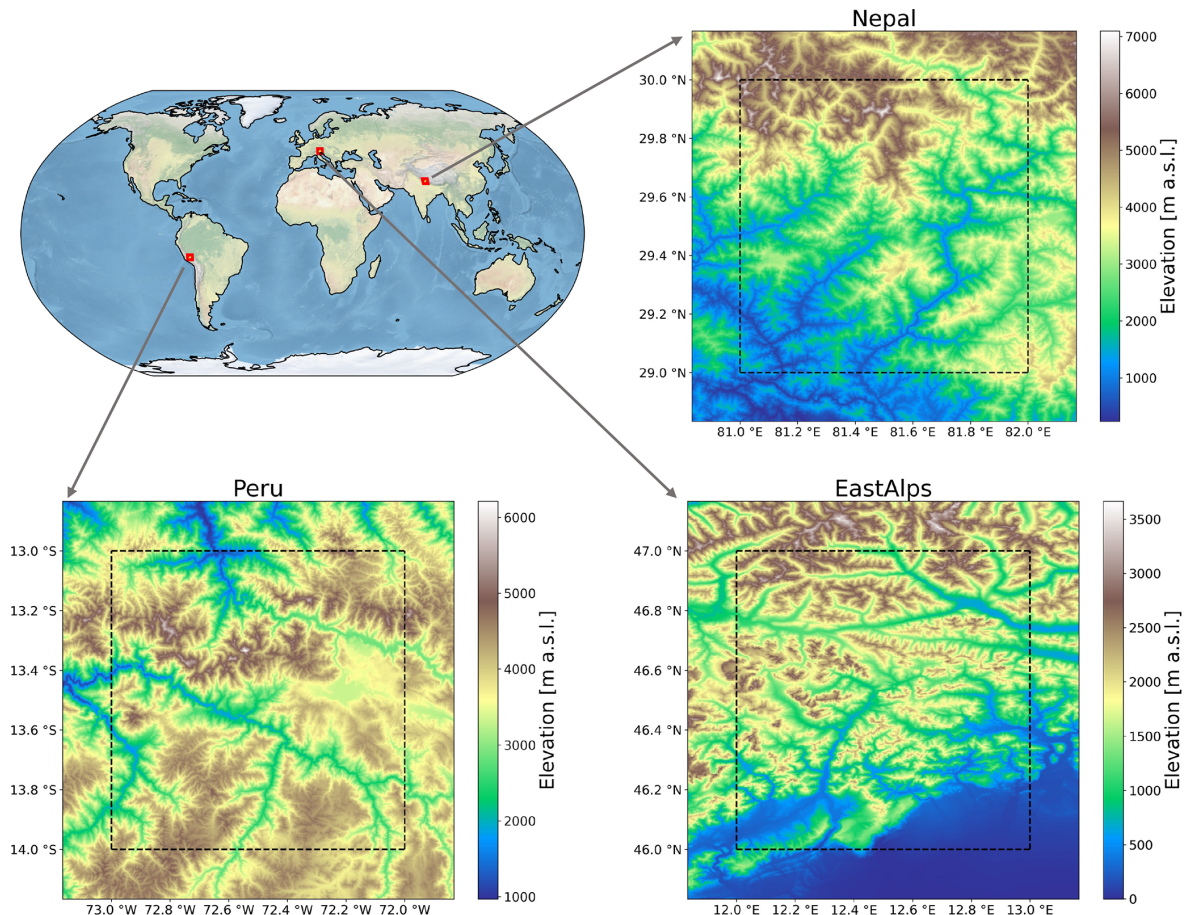 Nepal
30.0 °N
29.8 °N
29.6 °N
29.4 °N
29.2 °N
29.0 °N
81.0 °E 81.2 °E 81.4 °E 81.6 °E 81.8 °E 82.0 °E
7000
6000
5000
4000
3000
2000
1000
Elevation [m a.s.l.]
Peru
13.0 °S
13.2 °S
13.4 °S
13.6 °S
13.8 °S
14.0 °S
73.0 °W 72.8 °W 72.6 °W 72.4 °W 72.2 °W 72.0 °W
6000
5000
4000
3000
2000
1000
Elevation [m a.s.l.]
EastAlps
47.0 °N
46.8 °N
46.6 °N
46.4 °N
46.2 °N
46.0 °N
12.0 °E 12.2 °E 12.4 °E 12.6 °E 12.8 °E 13.0 °E
3500
3000
2500
2000
1500
1000
500
0
Elevation [m a.s.l.]